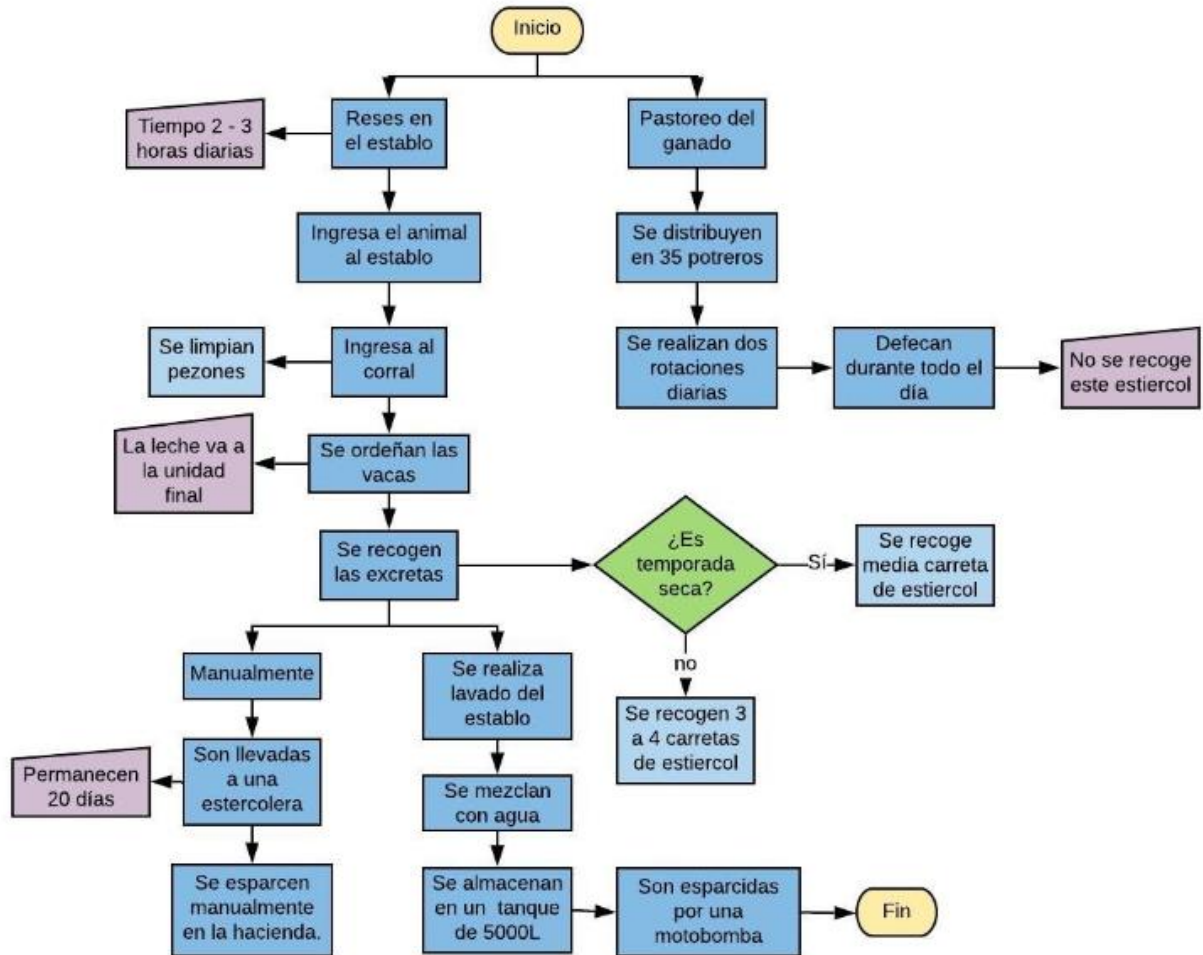 Inicio
Reses en
el establo
Tiempo 2 - 3
horas diarias
Ingresa el animal
al establo
Ingresa al
corral
Se limpian
pezones
Se ordeñan las
vacas
La leche va a
la unidad
final
Se recogen
las excretas
¿Es
temporada
seca?
Sí
Se recoge
media carreta
de estiercol
no
Se recogen 3
a 4 carretas
de estiercol
Manualmente
Son llevadas
a una
estercolera
Permanecen
20 días
Se esparcen
manualmente
en la hacienda.
Se realiza
lavado del
establo
Se mezclan
con agua
Se almacenan
en un tanque
de 5000L
Son esparcidas
por una
motobomba
Fin
Pastoreo del
ganado
Se distribuyen
en 35 potreros
Se realizan dos
rotaciones
diarias
Defecan
durante todo el
día
No se recoge
este estiercol